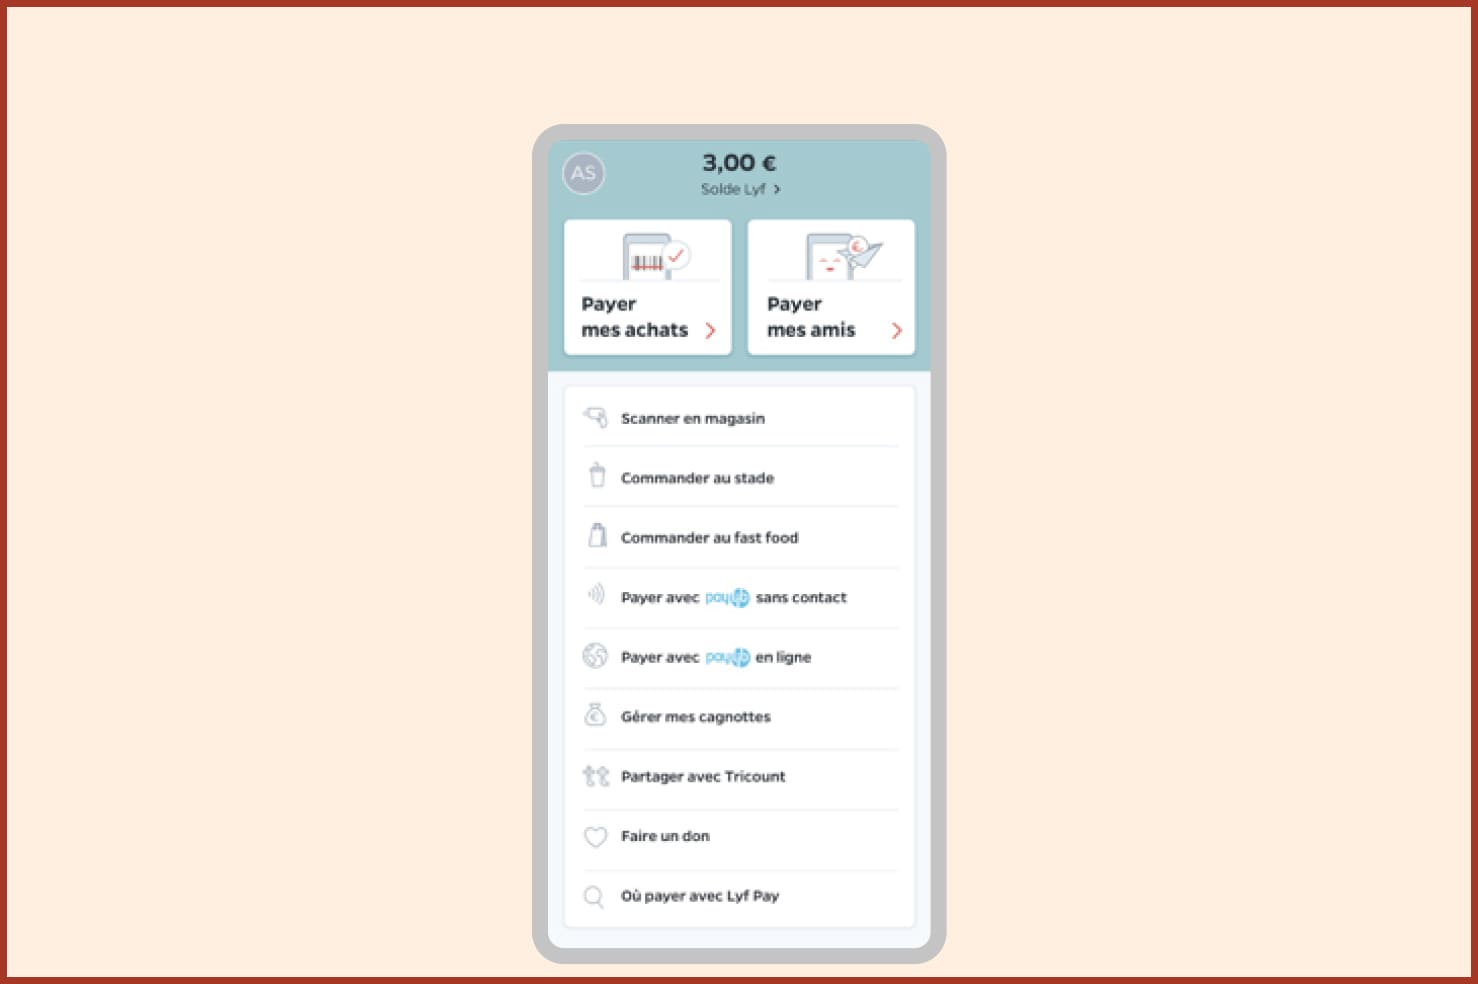 AS
3,00 €
Solde Lyf >
Payer
mes achats
Payer
mes amis
Scanner en magasin
Commander au stade
Commander au fast food
Payer avec paylib sans contact
Payer avec paylib en ligne
Gérer mes cagnottes
Partager avec Tricount
Faire un don
Où payer avec Lyf Pay